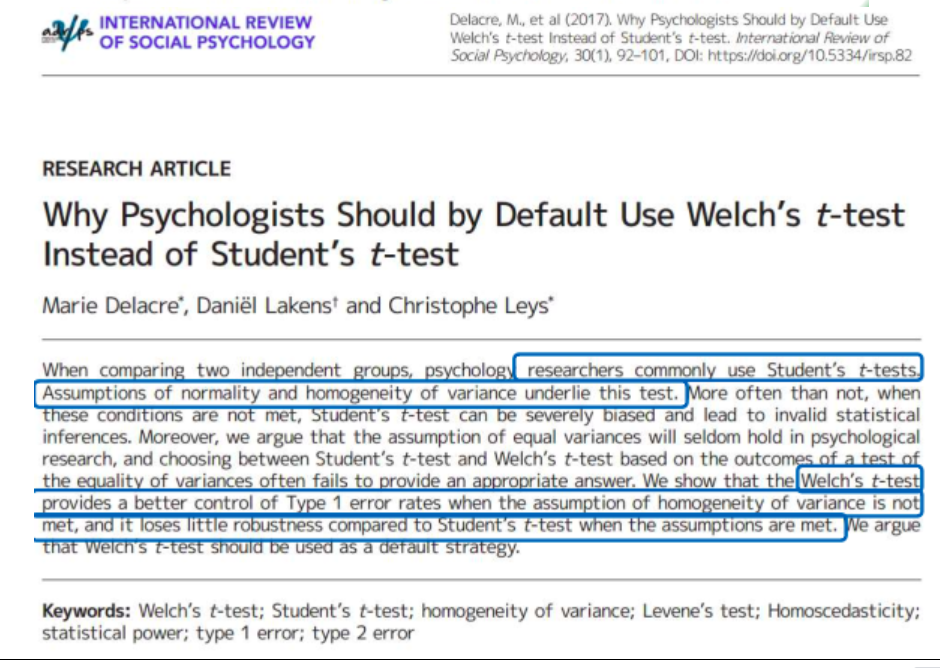 INTERNATIONAL REVIEW
OF SOCIAL PSYCHOLOGY
Delacre, M., et al (2017). Why Psychologists Should by Default Use
Welch's t-test Instead of Student's t-test. International Review of
Social Psychology, 30(1), 92–101, DOI: https://doi.org/10.5334/irsp.82
RESEARCH ARTICLE
Why Psychologists Should by Default Use Welch's t-test
Instead of Student's t-test
Marie Delacre*, Daniël Lakens† and Christophe Leys*
When comparing two independent groups, psychology researchers commonly use Student's t-tests.
Assumptions of normality and homogeneity of variance underlie this test. More often than not, when
these conditions are not met, Student's t-test can be severely biased and lead to invalid statistical
inferences. Moreover, we argue that the assumption of equal variances will seldom hold in psychological
research, and choosing between Student's t-test and Welch's t-test based on the outcomes of a test of
the equality of variances often fails to provide an appropriate answer. We show that the Welch's t-test
provides a better control of Type 1 error rates when the assumption of homogeneity of variance is not
met, and it loses little robustness compared to Student's t-test when the assumptions are met. We argue
that Welch's t-test should be used as a default strategy.
Keywords: Welch's t-test; Student's t-test; homogeneity of variance; Levene's test; Homoscedasticity;
statistical power; type 1 error; type 2 error